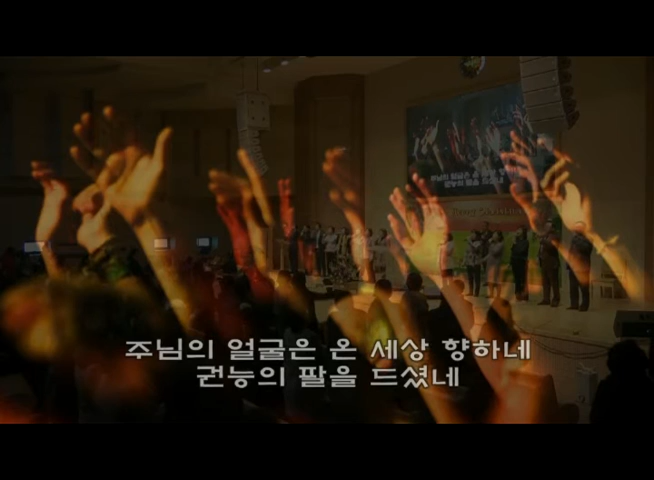 주님의 얼굴은 온 세상 향하네
권능의 팔을 드셨네